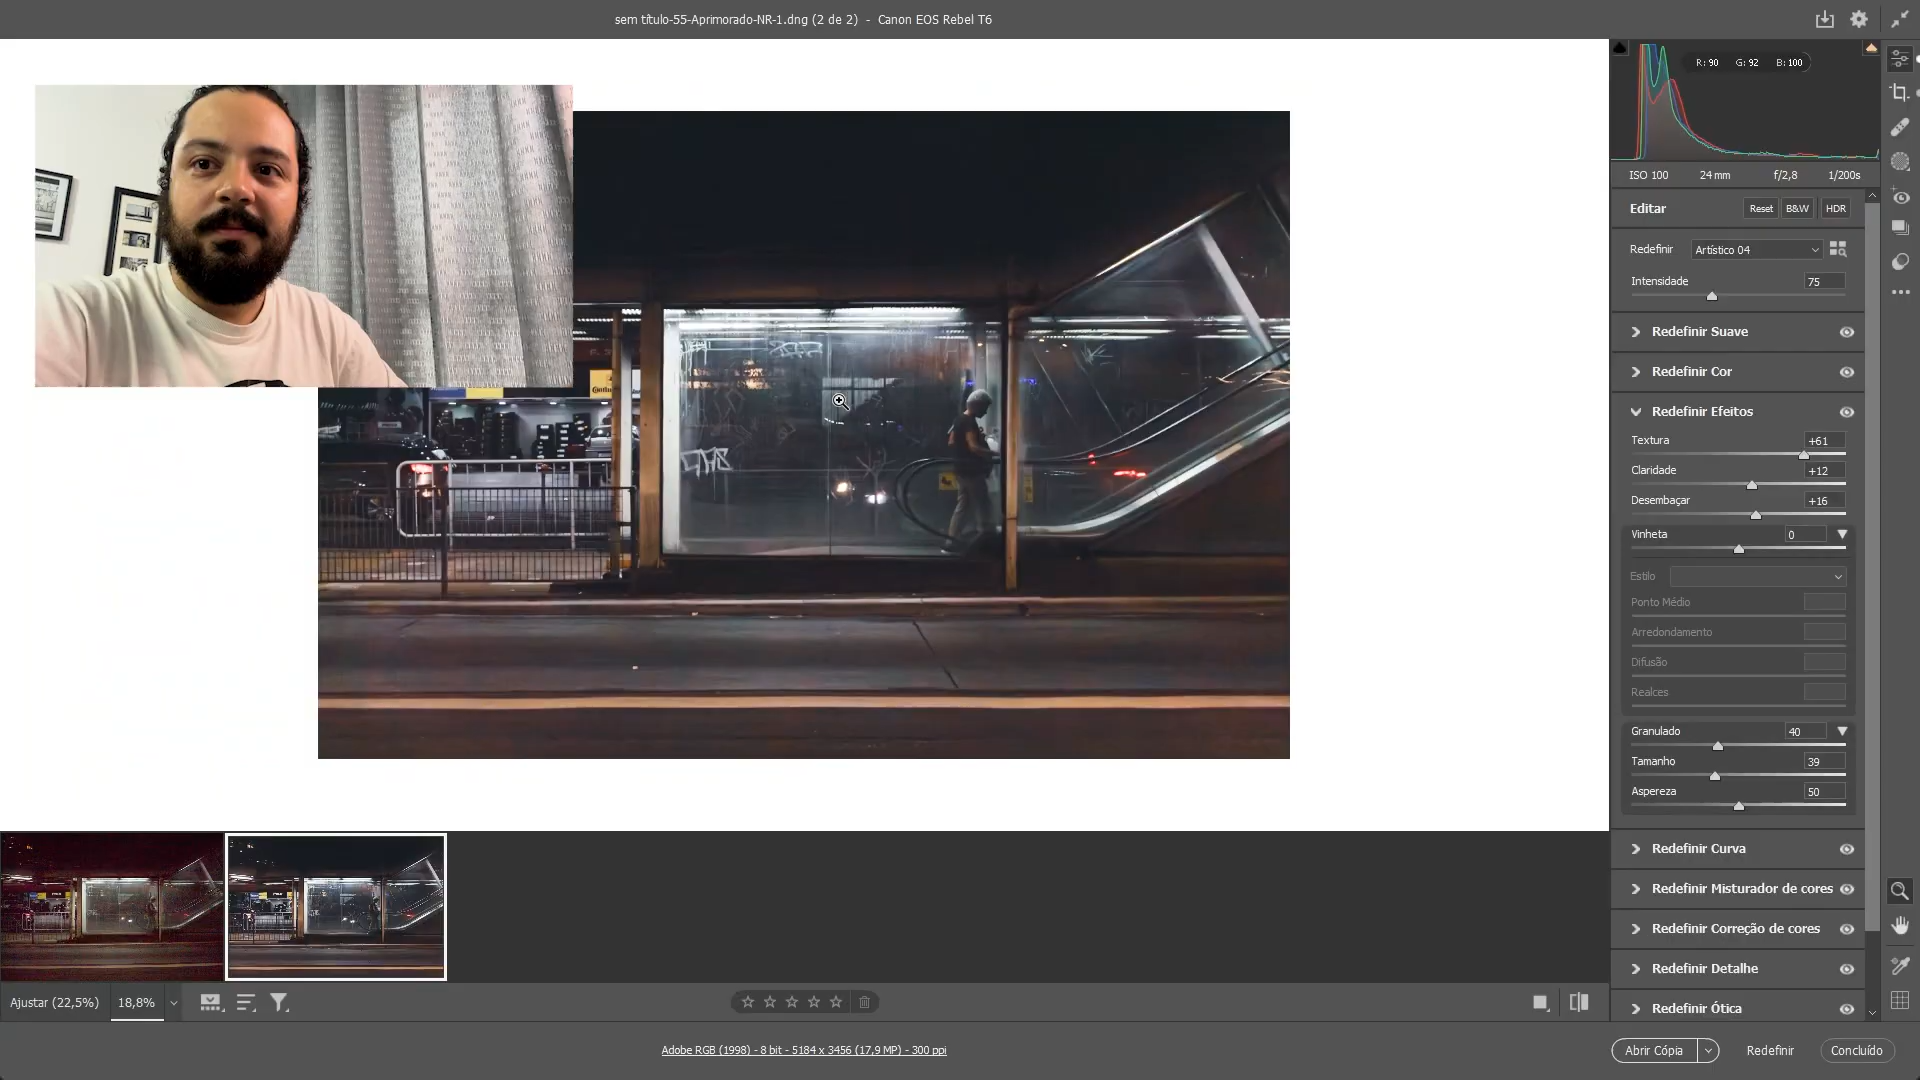 sem título-55-Aprimorado-NR-1.dng (2 de 2) - Canon EOS Rebel T6
R: 90 G: 92 B: 100
ISO 100 24 mm f/2,8 1/200s
Editar Reset B&W HDR
Redefinir Artístico 04
Intensidade 75
Redefinir Suave
Redefinir Cor
Redefinir Efeitos
Textura +61
Claridade +12
Desembaçar +16
Vinheta 0
Estilo
Ponto Médio
Arredondamento
Difusão
Realces
Granulado 40
Tamanho 39
Aspereza 50
Redefinir Curva
Redefinir Misturador de cores
Redefinir Correção de cores
Redefinir Detalhe
Redefinir Ótica
Ajustar (22,5%) 18,8%
Adobe RGB (1998) - 8 bit - 5184 x 3456 (17,9 MP) - 300 ppi
Abrir Cópia Redefinir Concluído